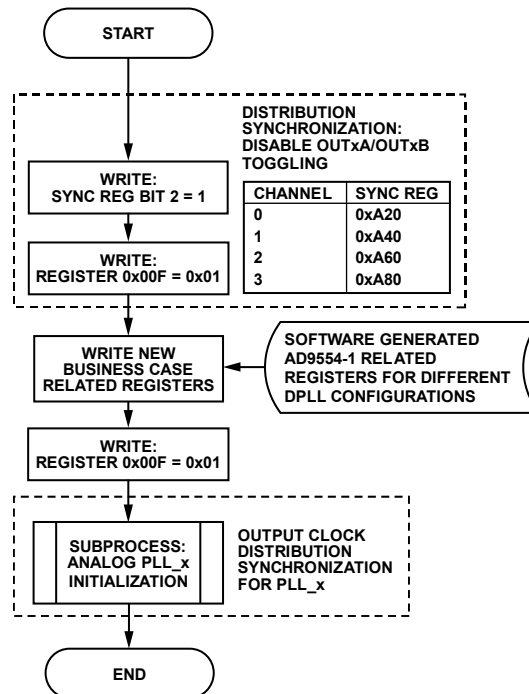 START
DISTRIBUTION
SYNCHRONIZATION:
DISABLE OUTxA/OUTxB
TOGGLING
WRITE:
SYNC REG BIT 2 = 1
CHANNEL SYNC REG
0 0xA20
1 0xA40
2 0xA60
3 0xA80
WRITE:
REGISTER 0x00F = 0x01
WRITE NEW
BUSINESS CASE
RELATED REGISTERS
SOFTWARE GENERATED
AD9554-1 RELATED
REGISTERS FOR DIFFERENT
DPLL CONFIGURATIONS
WRITE:
REGISTER 0x00F = 0x01
SUBPROCESS:
ANALOG PLL_x
INITIALIZATION
OUTPUT CLOCK
DISTRIBUTION
SYNCHRONIZATION
FOR PLL_x
END